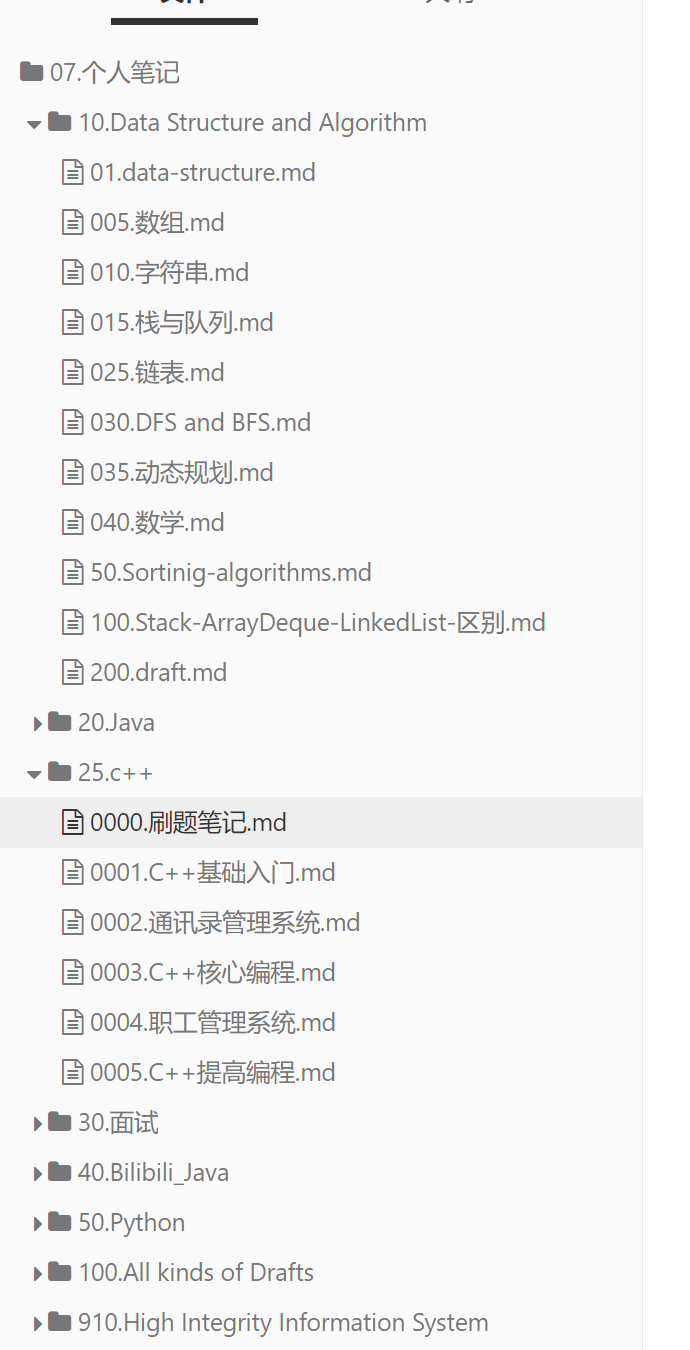 07.个人笔记
10.Data Structure and Algorithm
01.data-structure.md
005.数组.md
010.字符串.md
015.栈与队列.md
025.链表.md
030.DFS and BFS.md
035.动态规划.md
040.数学.md
50.Sortinig-algorithms.md
100.Stack-ArrayDeque-LinkedList-区别.md
200.draft.md
20.Java
25.c++
0000.刷题笔记.md
0001.C++基础入门.md
0002.通讯录管理系统.md
0003.C++核心编程.md
0004.职工管理系统.md
0005.C++提高编程.md
30.面试
40.Bilibili_Java
50.Python
100.All kinds of Drafts
910.High Integrity Information System